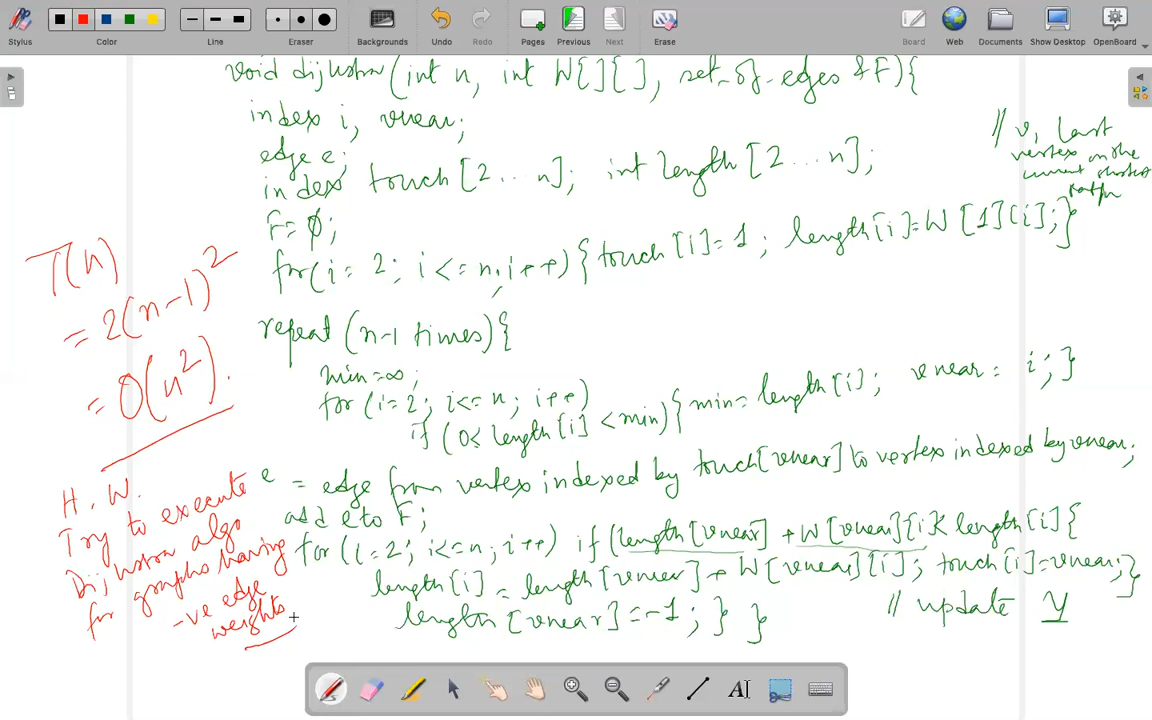 Stylus
Color
Line
Eraser
Backgrounds
Undo
Redo
Pages
Previous
Next
Erase
Board
Web
Documents
Show Desktop
OpenBoard
void dijkstra (int n, int W[][], set_of_edges &F){
index i, vnear;
edge e;
index touch [2...n]; int length [2...n];
// v, last
vertex on the
current shortest
path
F = ϕ;
for(i = 2; i <= n; i++) {touch [i]=1; length[i]=W[1][i];}
repeat (n-1 times){
min = ∞;
for (i=2; i<=n; i++)
if (0≤ length[i] <min) {min= length[i]; vnear = i;}
e = edge from vertex indexed by touch[vnear] to vertex indexed by vnear;
add e to F;
for (i=2; i<=n; i++) if (length[vnear] + W[vnear][i]< length[i]{
length[i] = length[vnear] + W[vnear][i]; touch[i]=vnear;}
length [vnear] = -1; } }
// update Y
T(n)
= 2(n-1)²
= O(n²).
H. W.
Try to execute
Dijkstra algo
for graphs having
-ve edge
weights